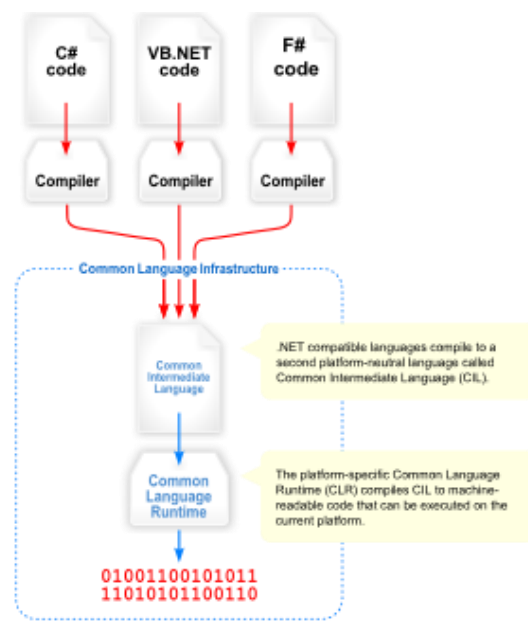 C#
code
VB.NET
code
F#
code
Compiler
Compiler
Compiler
Common Language Infrastructure
Common
Intermediate
Language
.NET compatible languages compile to a
second platform-neutral language called
Common Intermediate Language (CIL).
Common
Language
Runtime
The platform-specific Common Language
Runtime (CLR) compiles CIL to machine-
readable code that can be executed on the
current platform.
01001100101011
11010101100110